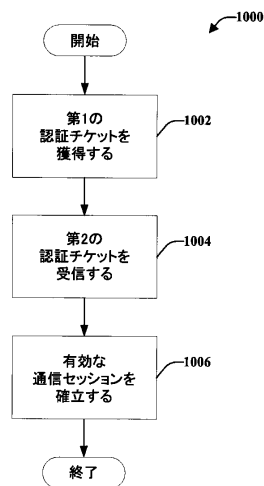 1000
開始
第1の
認証チケットを
獲得する
1002
第2の
認証チケットを
受信する
1004
有効な
通信セッションを
確立する
1006
終了